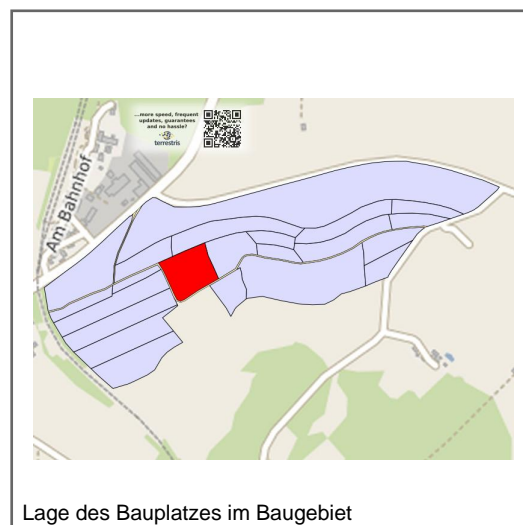 ...more speed, frequent
updates, guarantees
and no hassle?
terrestris
Am Bahnhof
Lage des Bauplatzes im Baugebiet